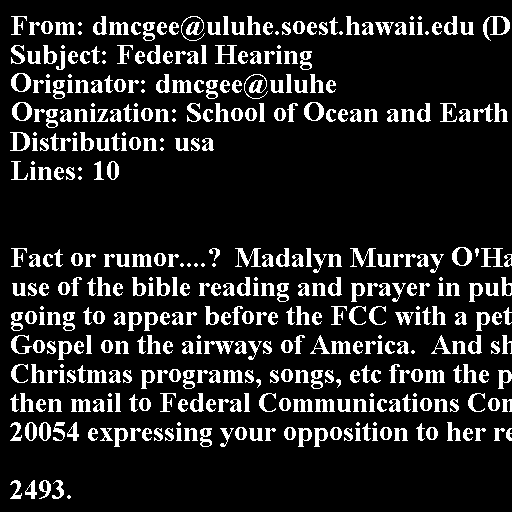 From: dmcgee@uluhe.soest.hawaii.edu (D
Subject: Federal Hearing
Originator: dmcgee@uluhe
Organization: School of Ocean and Earth
Distribution: usa
Lines: 10
Fact or rumor....?  Madalyn Murray O'Ha
use of the bible reading and prayer in pub
going to appear before the FCC with a pet
Gospel on the airways of America.  And sh
Christmas programs, songs, etc from the p
then mail to Federal Communications Com
20054 expressing your opposition to her re
2493.